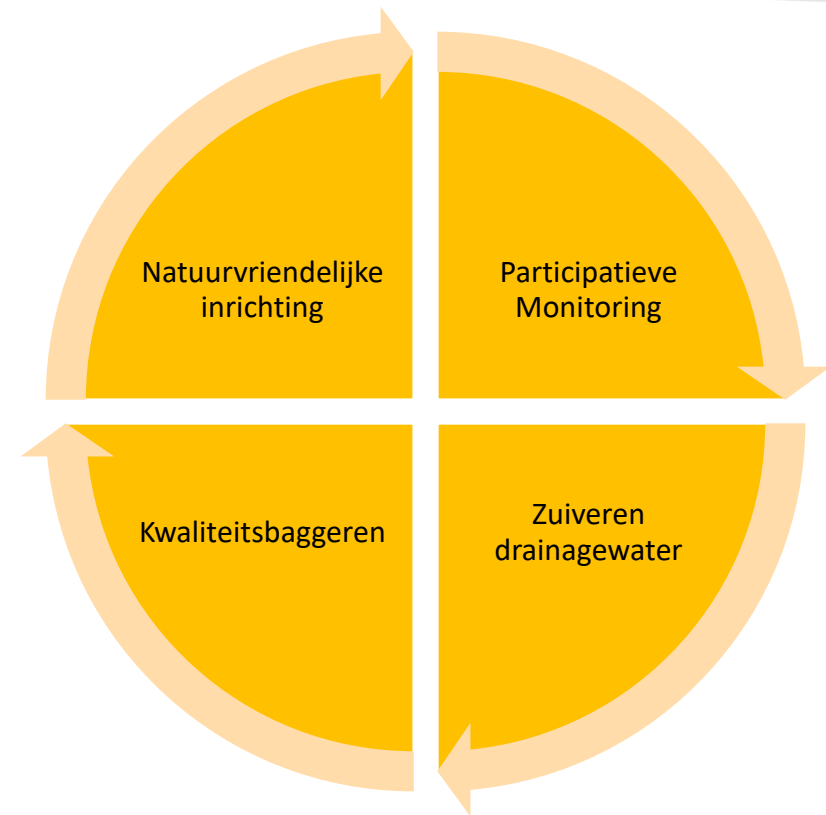 Natuurvriendelijke
inrichting
Participatieve
Monitoring
Kwaliteitsbaggeren
Zuiveren
drainagewater